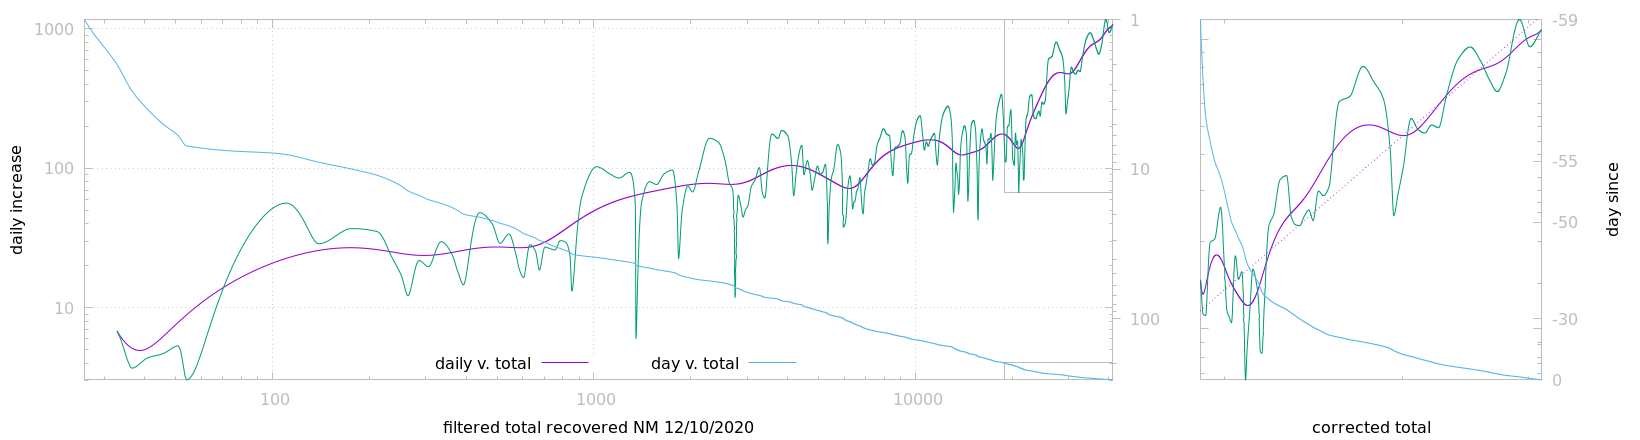 1000
100
10
daily increase
1
10
100
daily v. total
day v. total
100
1000
10000
filtered total recovered NM 12/10/2020
-59
-55
-50
-30
0
day since
corrected total